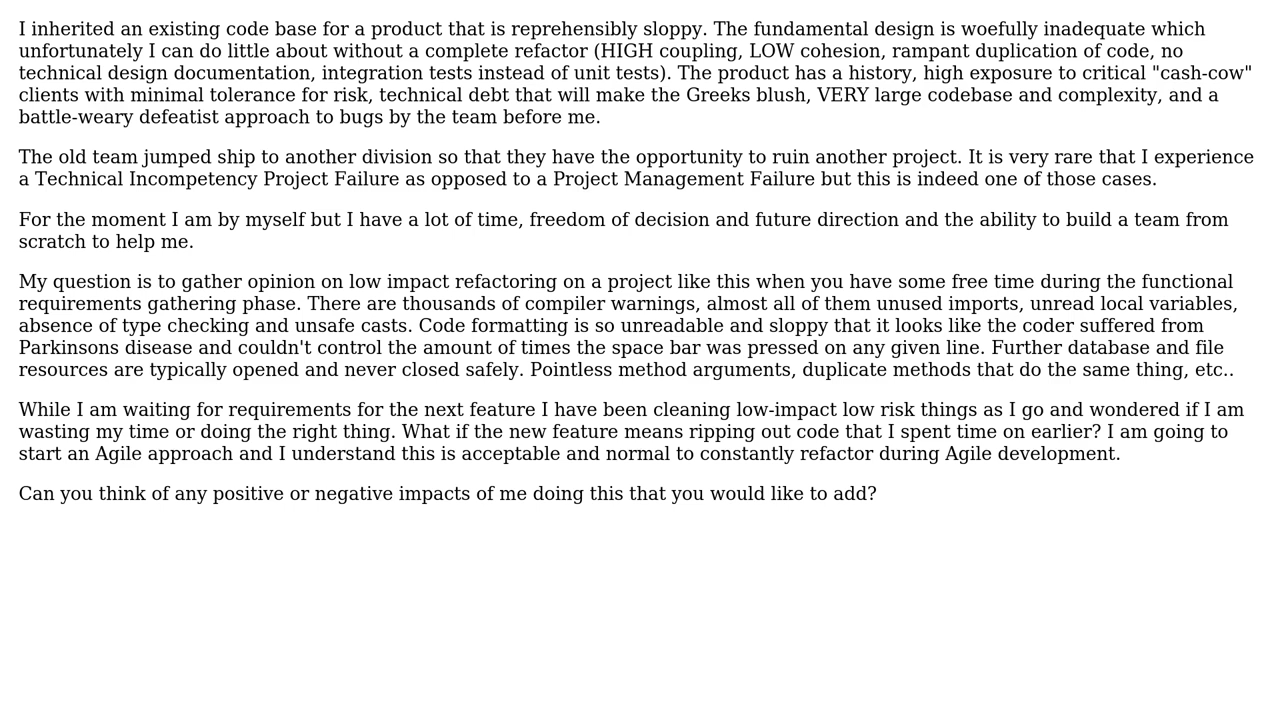 I inherited an existing code base for a product that is reprehensibly sloppy. The fundamental design is woefully inadequate which
unfortunately I can do little about without a complete refactor (HIGH coupling, LOW cohesion, rampant duplication of code, no
technical design documentation, integration tests instead of unit tests). The product has a history, high exposure to critical "cash-cow"
clients with minimal tolerance for risk, technical debt that will make the Greeks blush, VERY large codebase and complexity, and a
battle-weary defeatist approach to bugs by the team before me.
The old team jumped ship to another division so that they have the opportunity to ruin another project. It is very rare that I experience
a Technical Incompetency Project Failure as opposed to a Project Management Failure but this is indeed one of those cases.
For the moment I am by myself but I have a lot of time, freedom of decision and future direction and the ability to build a team from
scratch to help me.
My question is to gather opinion on low impact refactoring on a project like this when you have some free time during the functional
requirements gathering phase. There are thousands of compiler warnings, almost all of them unused imports, unread local variables,
absence of type checking and unsafe casts. Code formatting is so unreadable and sloppy that it looks like the coder suffered from
Parkinsons disease and couldn't control the amount of times the space bar was pressed on any given line. Further database and file
resources are typically opened and never closed safely. Pointless method arguments, duplicate methods that do the same thing, etc..
While I am waiting for requirements for the next feature I have been cleaning low-impact low risk things as I go and wondered if I am
wasting my time or doing the right thing. What if the new feature means ripping out code that I spent time on earlier? I am going to
start an Agile approach and I understand this is acceptable and normal to constantly refactor during Agile development.
Can you think of any positive or negative impacts of me doing this that you would like to add?